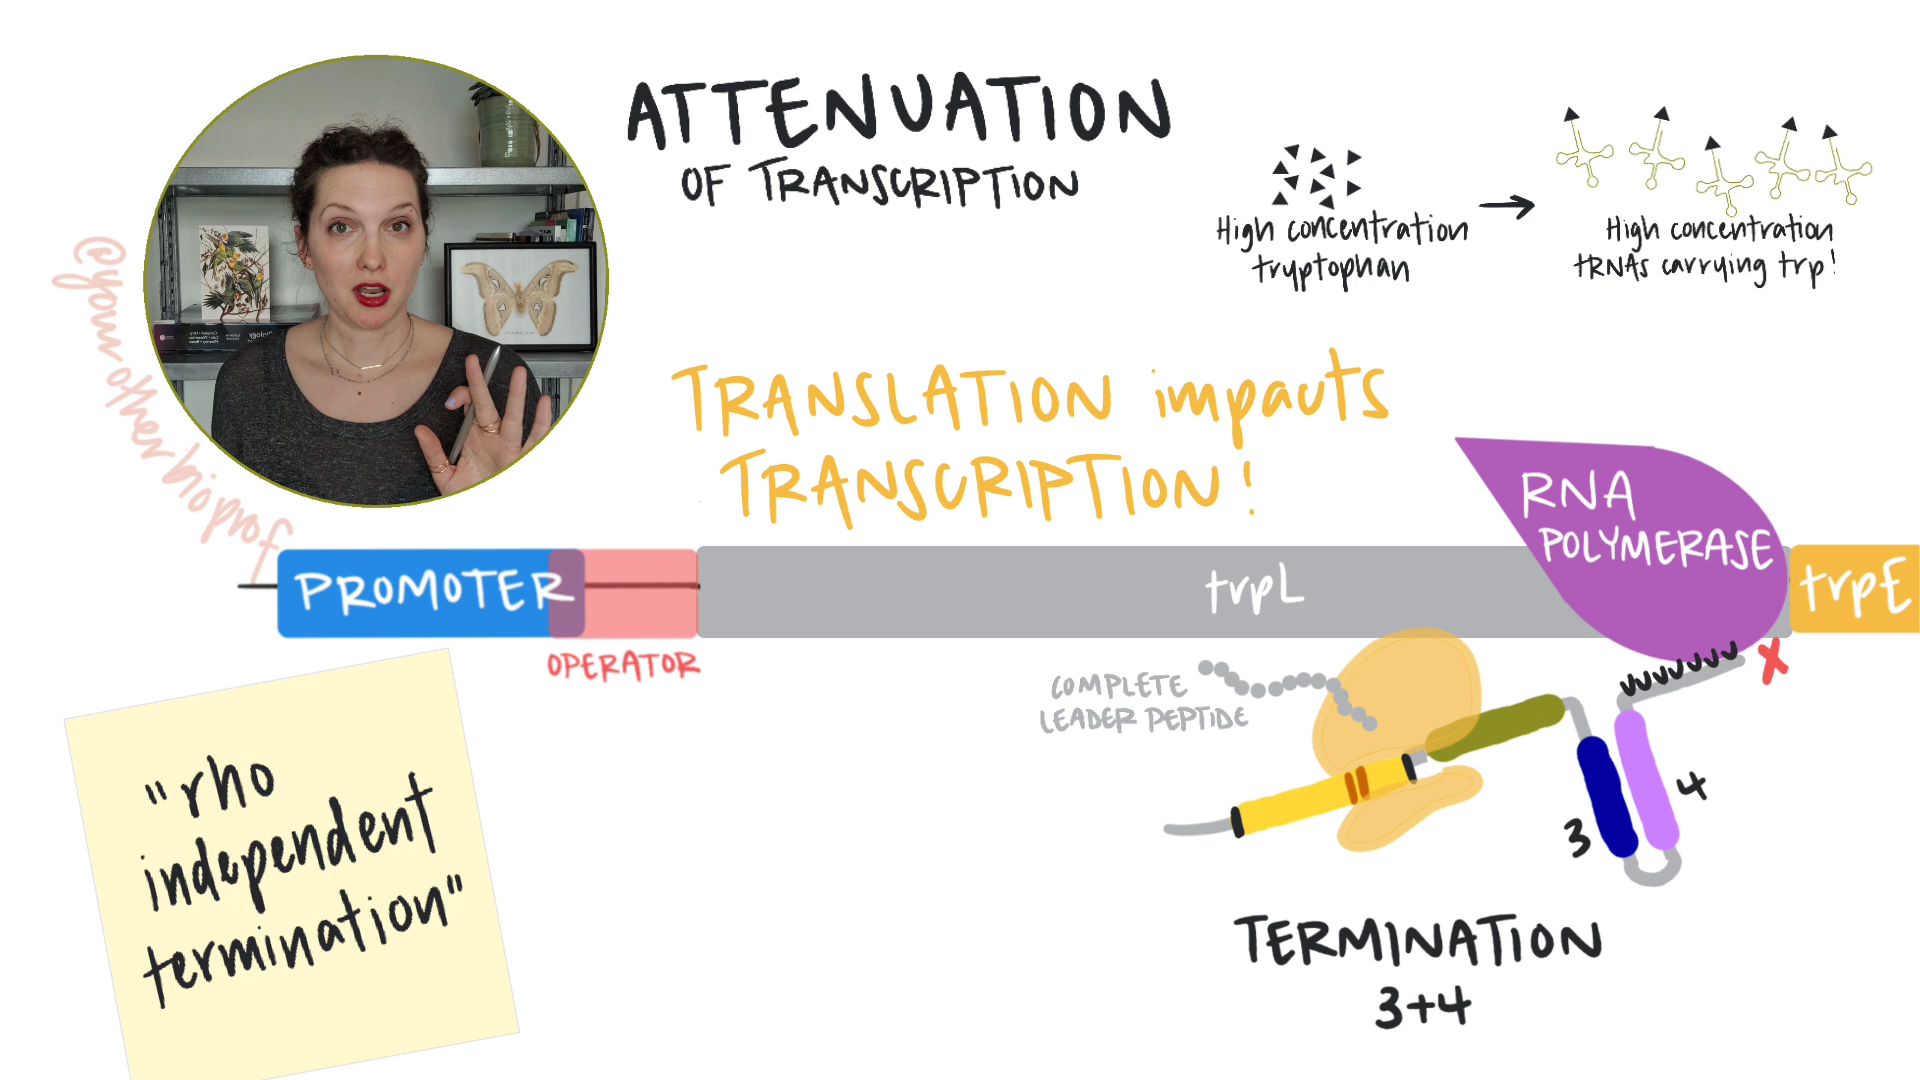 ATTENUATION
OF TRANSCRIPTION
High concentration
tryptophan
High concentration
tRNAs carrying trp!
@yourotherbioprof
TRANSLATION impacts
TRANSCRIPTION!
RNA
POLYMERASE
PROMOTER
OPERATOR
trpL
trpE
COMPLETE
LEADER PEPTIDE
UUUUUUU
X
3
4
"rho
independent
termination"
TERMINATION
3+4